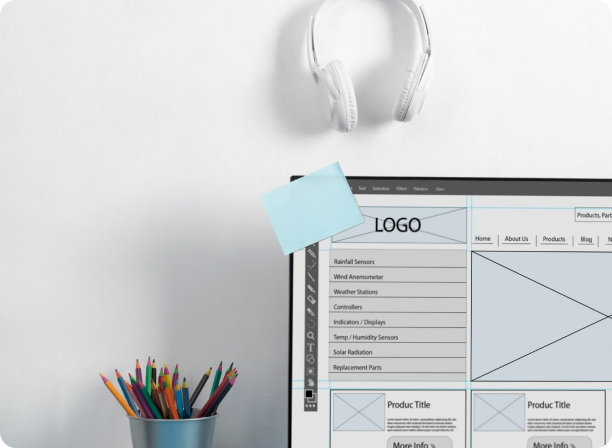 Text Selection Effect Window View
Products, Part
LOGO
Home About Us Products Blog N
Rainfall Sensors
Wind Anemometer
Weather Stations
Controllers
Indicators / Displays
Temp / Humidity Sensors
Solar Radiation
Replacement Parts
T
Produc Title
More Info
Produc Title
More Info